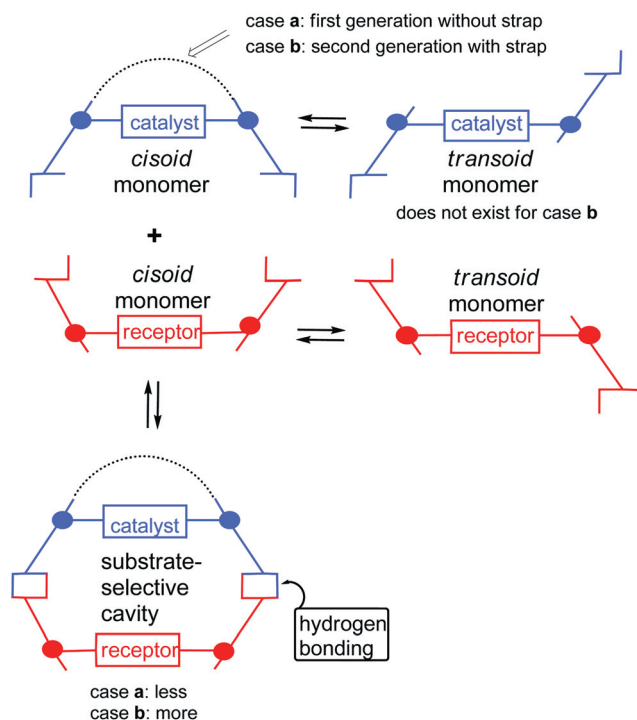 case a: first generation without strap
case b: second generation with strap
catalyst
cisoid
monomer
catalyst
transoid
monomer
does not exist for case b
+
cisoid
monomer
receptor
transoid
monomer
receptor
catalyst
substrate-
selective
cavity
receptor
hydrogen
bonding
case a: less
case b: more